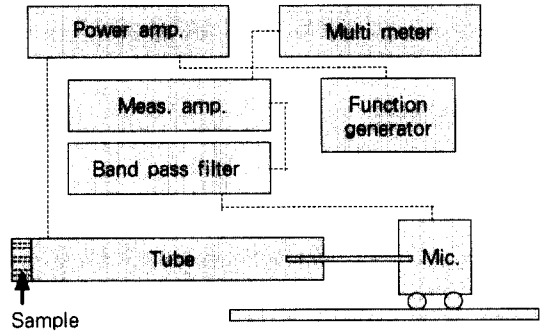 Power amp.
Multi meter
Meas. amp.
Function
generator
Band pass filter
Tube
Mic.
Sample